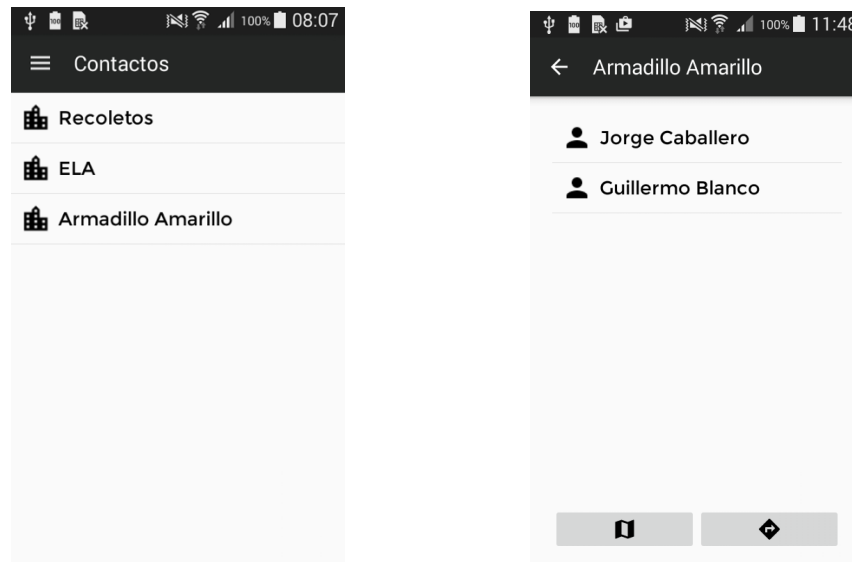 100% 08:07
Contactos
Recoletos
ELA
Armadillo Amarillo
100% 11:48
Armadillo Amarillo
Jorge Caballero
Guillermo Blanco